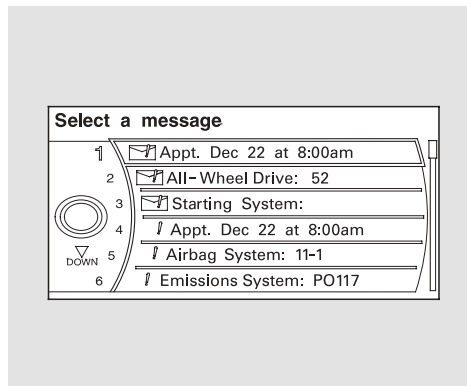 Select a message
1 Appt. Dec 22 at 8:00am
2 All-Wheel Drive: 52
3 Starting System:
4 ! Appt. Dec 22 at 8:00am
DOWN
5 ! Airbag System: 11-1
6 ! Emissions System: PO117